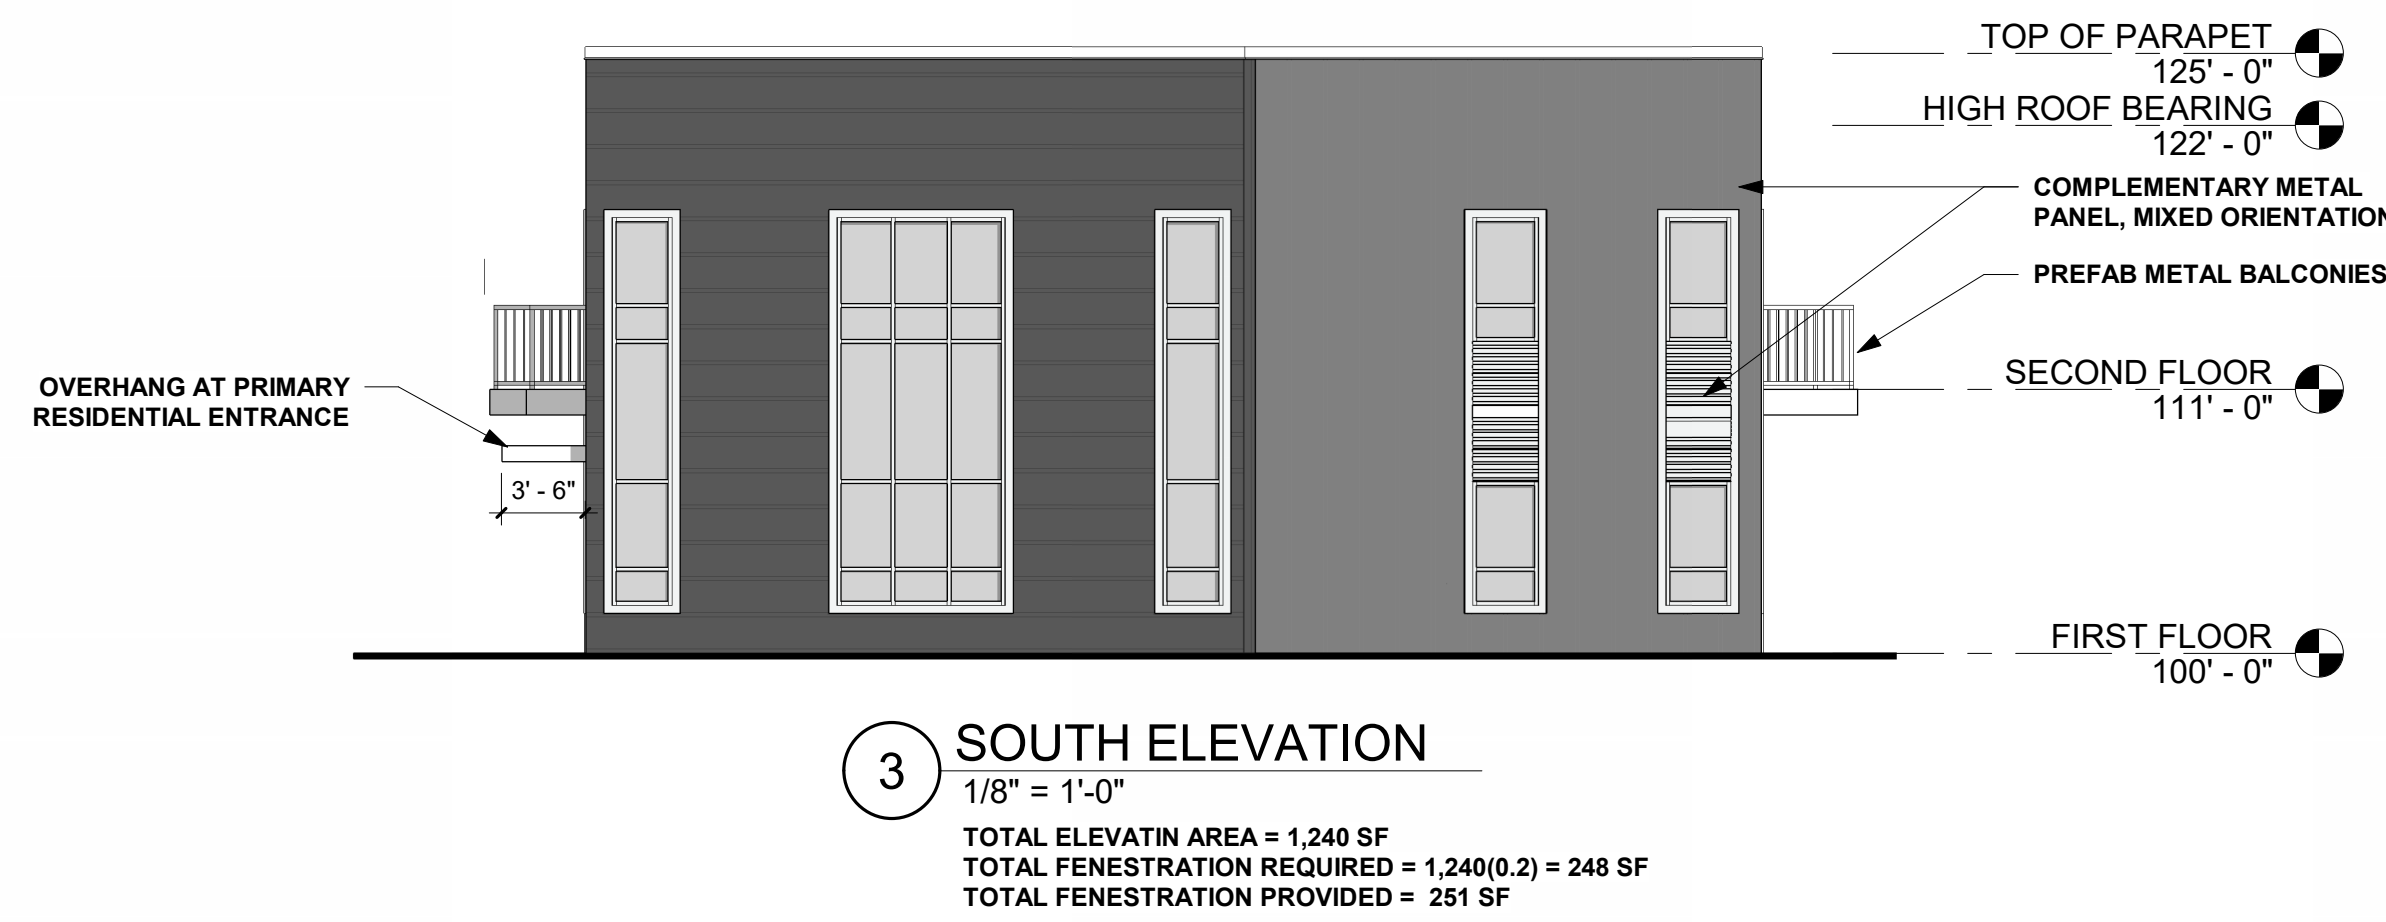 TOP OF PARAPET
125' - 0"
HIGH ROOF BEARING
122' - 0"
COMPLEMENTARY METAL
PANEL, MIXED ORIENTATION
PREFAB METAL BALCONIES
OVERHANG AT PRIMARY
RESIDENTIAL ENTRANCE
SECOND FLOOR
111' - 0"
3' - 6"
FIRST FLOOR
100' - 0"
3
SOUTH ELEVATION
1/8" = 1'-0"
TOTAL ELEVATIN AREA = 1,240 SF
TOTAL FENESTRATION REQUIRED = 1,240(0.2) = 248 SF
TOTAL FENESTRATION PROVIDED = 251 SF